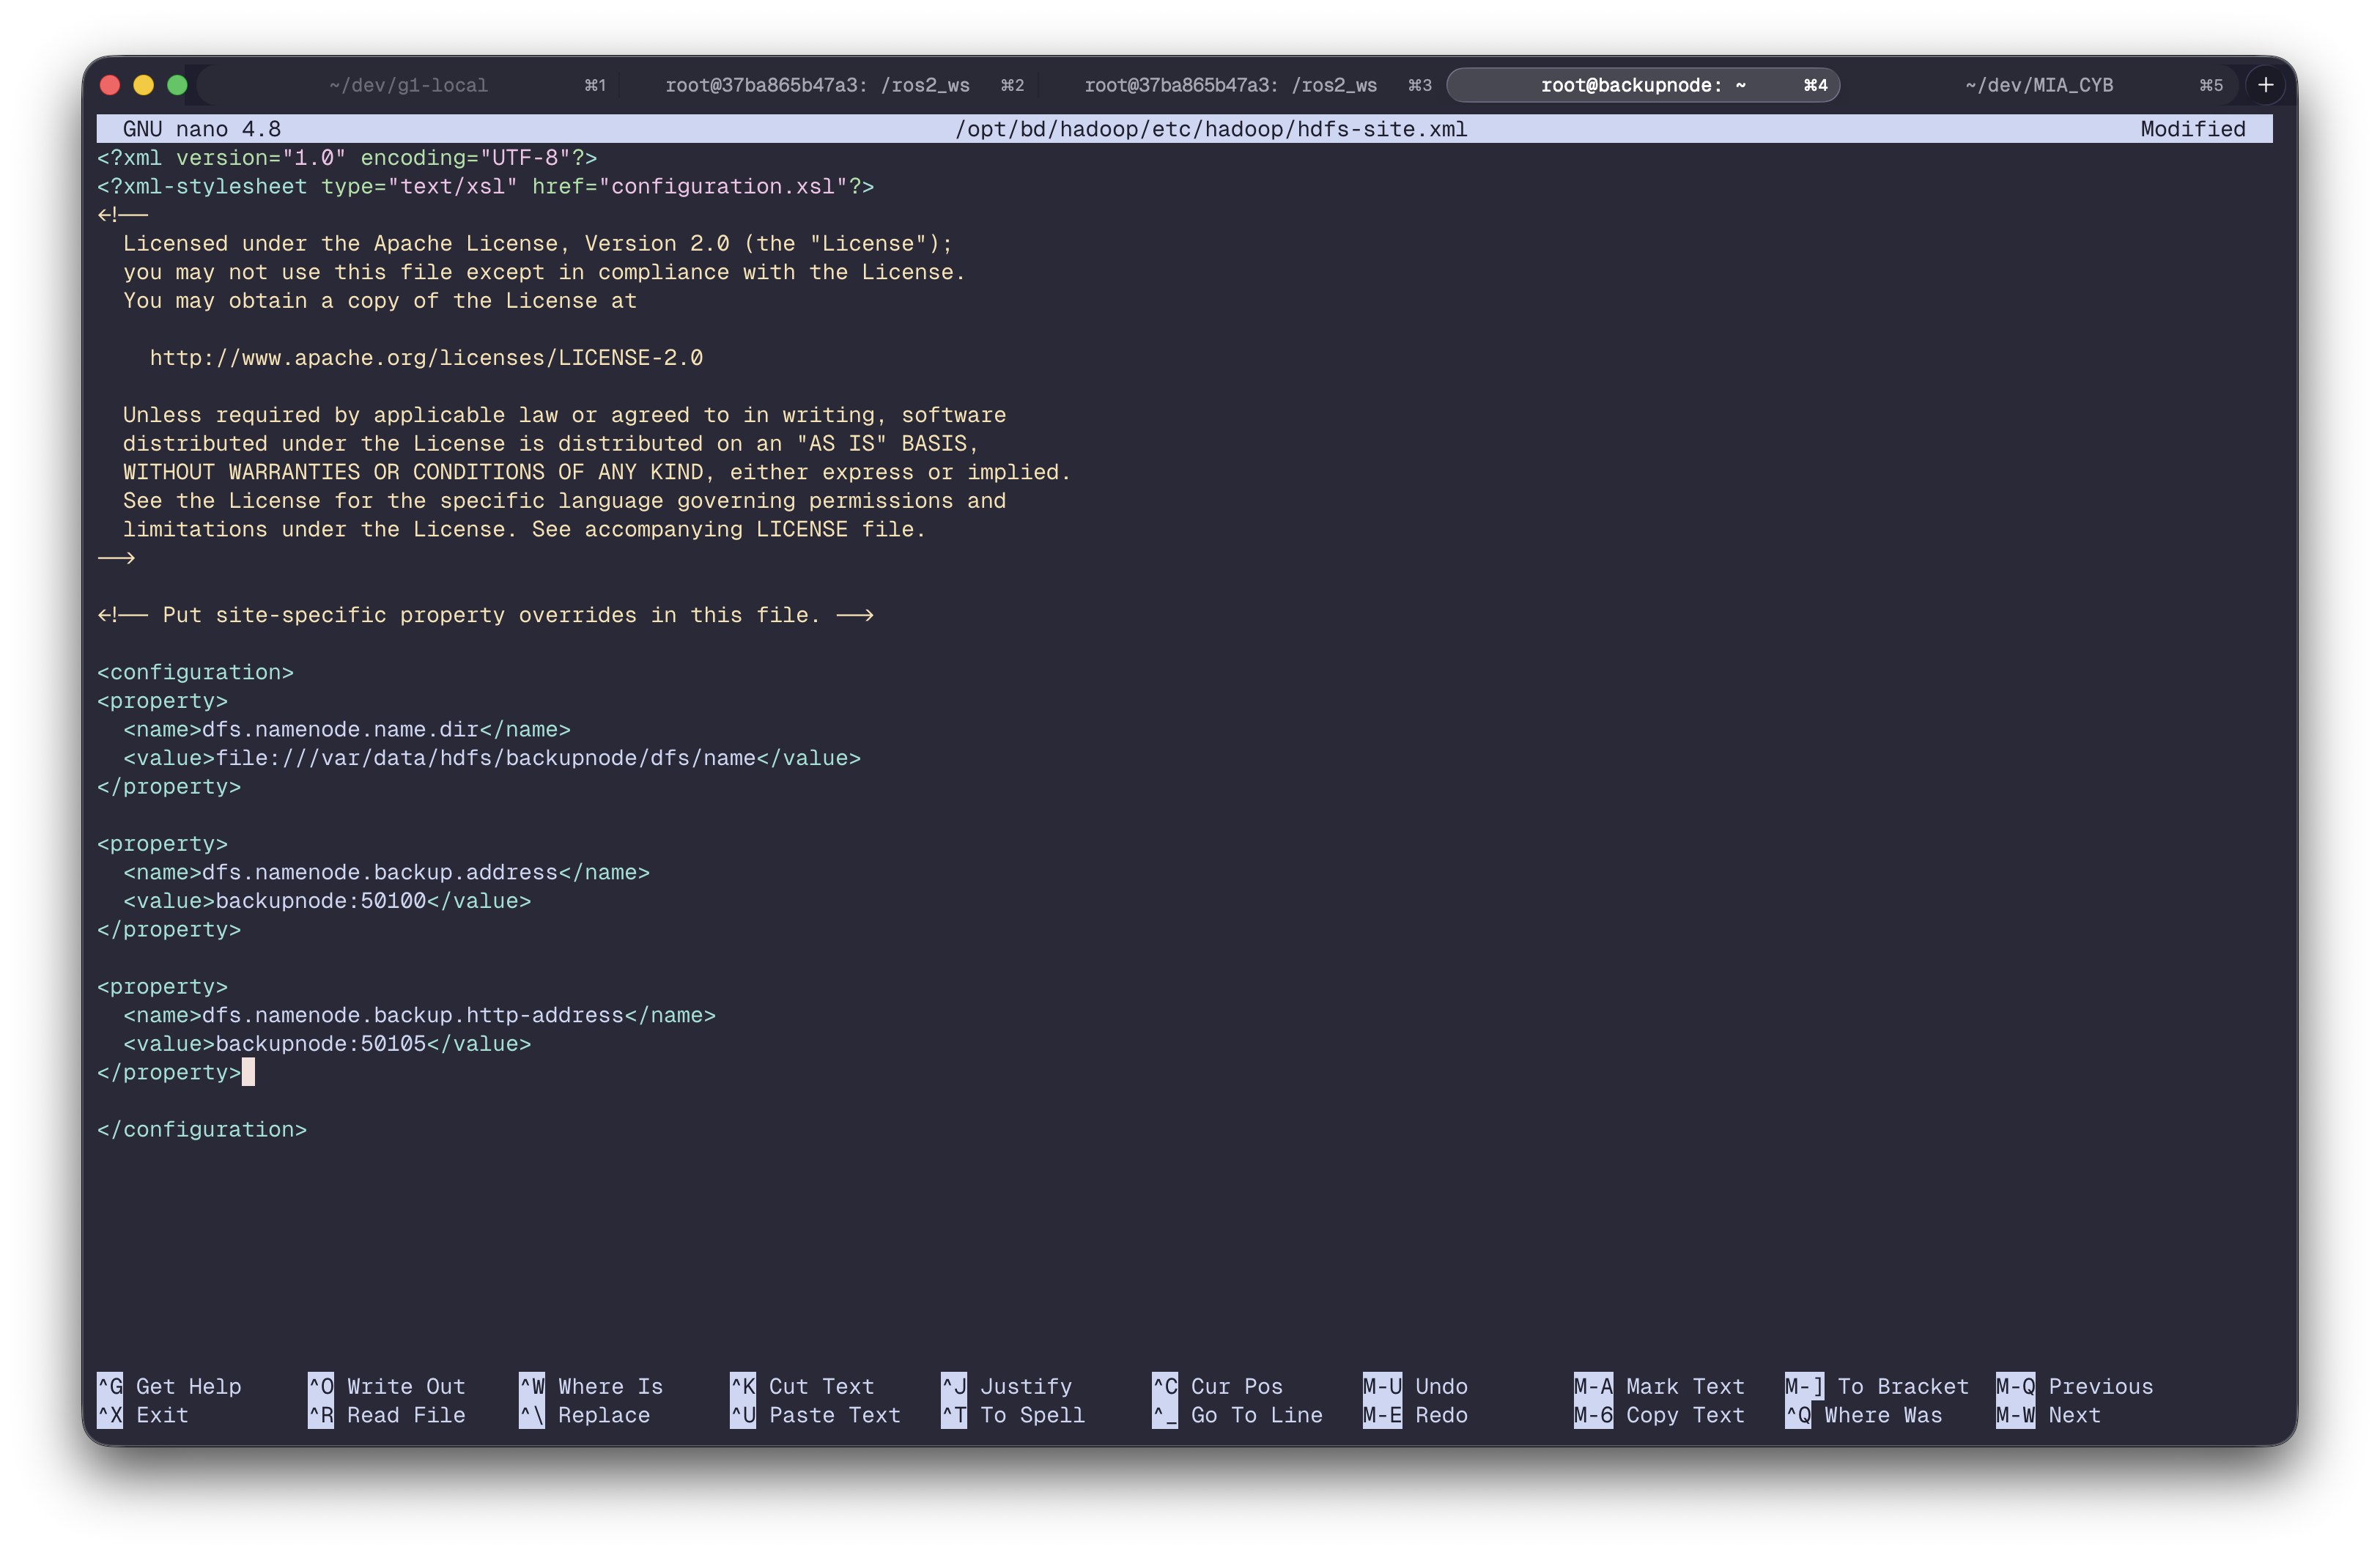 ~/dev/g1-local ⌘1 root@37ba865b47a3: /ros2_ws ⌘2 root@37ba865b47a3: /ros2_ws ⌘3 root@backupnode: ~ ⌘4 ~/dev/MIA_CYB ⌘5 +
GNU nano 4.8 /opt/bd/hadoop/etc/hadoop/hdfs-site.xml Modified
<?xml version="1.0" encoding="UTF-8"?>
<?xml-stylesheet type="text/xsl" href="configuration.xsl"?>
<!--
  Licensed under the Apache License, Version 2.0 (the "License");
  you may not use this file except in compliance with the License.
  You may obtain a copy of the License at
    http://www.apache.org/licenses/LICENSE-2.0
  Unless required by applicable law or agreed to in writing, software
  distributed under the License is distributed on an "AS IS" BASIS,
  WITHOUT WARRANTIES OR CONDITIONS OF ANY KIND, either express or implied.
  See the License for the specific language governing permissions and
  limitations under the License. See accompanying LICENSE file.
-->
<!-- Put site-specific property overrides in this file. -->
<configuration>
<property>
  <name>dfs.namenode.name.dir</name>
  <value>file:///var/data/hdfs/backupnode/dfs/name</value>
</property>
<property>
  <name>dfs.namenode.backup.address</name>
  <value>backupnode:50100</value>
</property>
<property>
  <name>dfs.namenode.backup.http-address</name>
  <value>backupnode:50105</value>
</property>
</configuration>
^G Get Help ^O Write Out ^W Where Is ^K Cut Text ^J Justify ^C Cur Pos M-U Undo M-A Mark Text M-] To Bracket M-Q Previous
^X Exit ^R Read File ^\ Replace ^U Paste Text ^T To Spell ^_ Go To Line M-E Redo M-6 Copy Text ^Q Where Was M-W Next